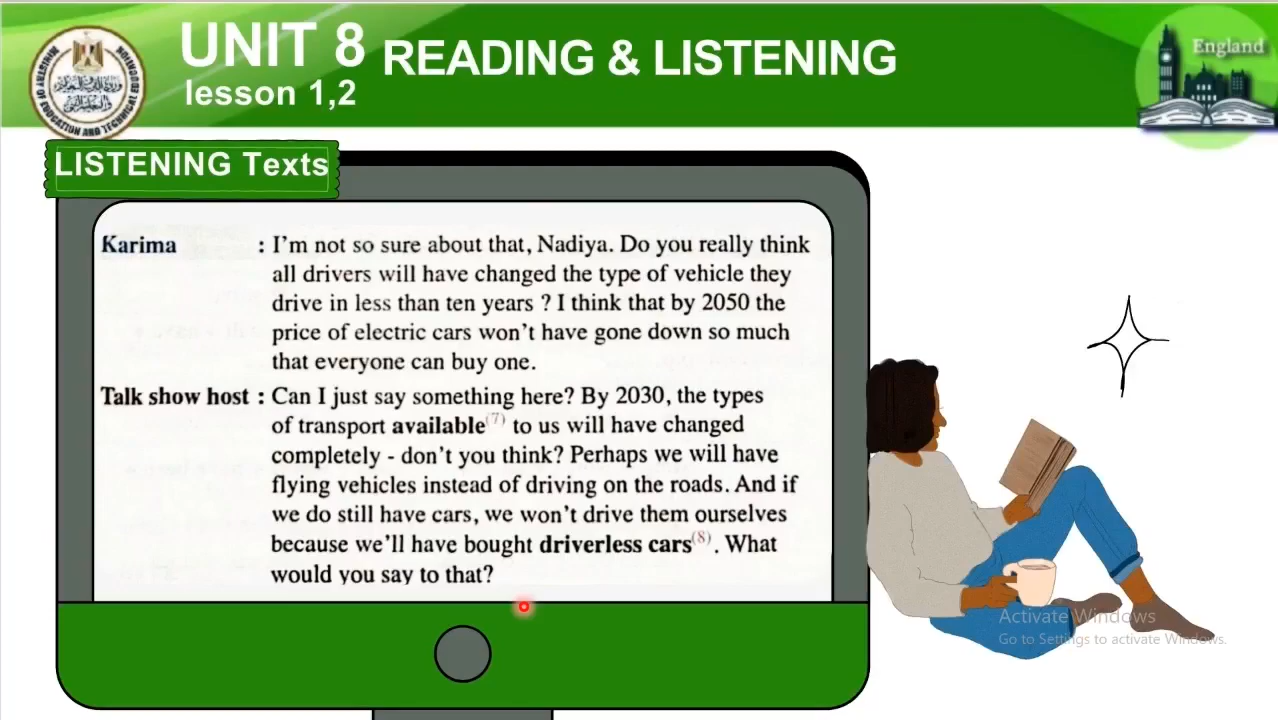 UNIT 8 READING & LISTENING
lesson 1,2
England
LISTENING Texts
Karima : I'm not so sure about that, Nadiya. Do you really think
all drivers will have changed the type of vehicle they
drive in less than ten years ? I think that by 2050 the
price of electric cars won't have gone down so much
that everyone can buy one.
Talk show host : Can I just say something here? By 2030, the types
of transport available(7) to us will have changed
completely - don't you think? Perhaps we will have
flying vehicles instead of driving on the roads. And if
we do still have cars, we won't drive them ourselves
because we'll have bought driverless cars(8) . What
would you say to that?
Activate Windows
Go to Settings to activate Windows.